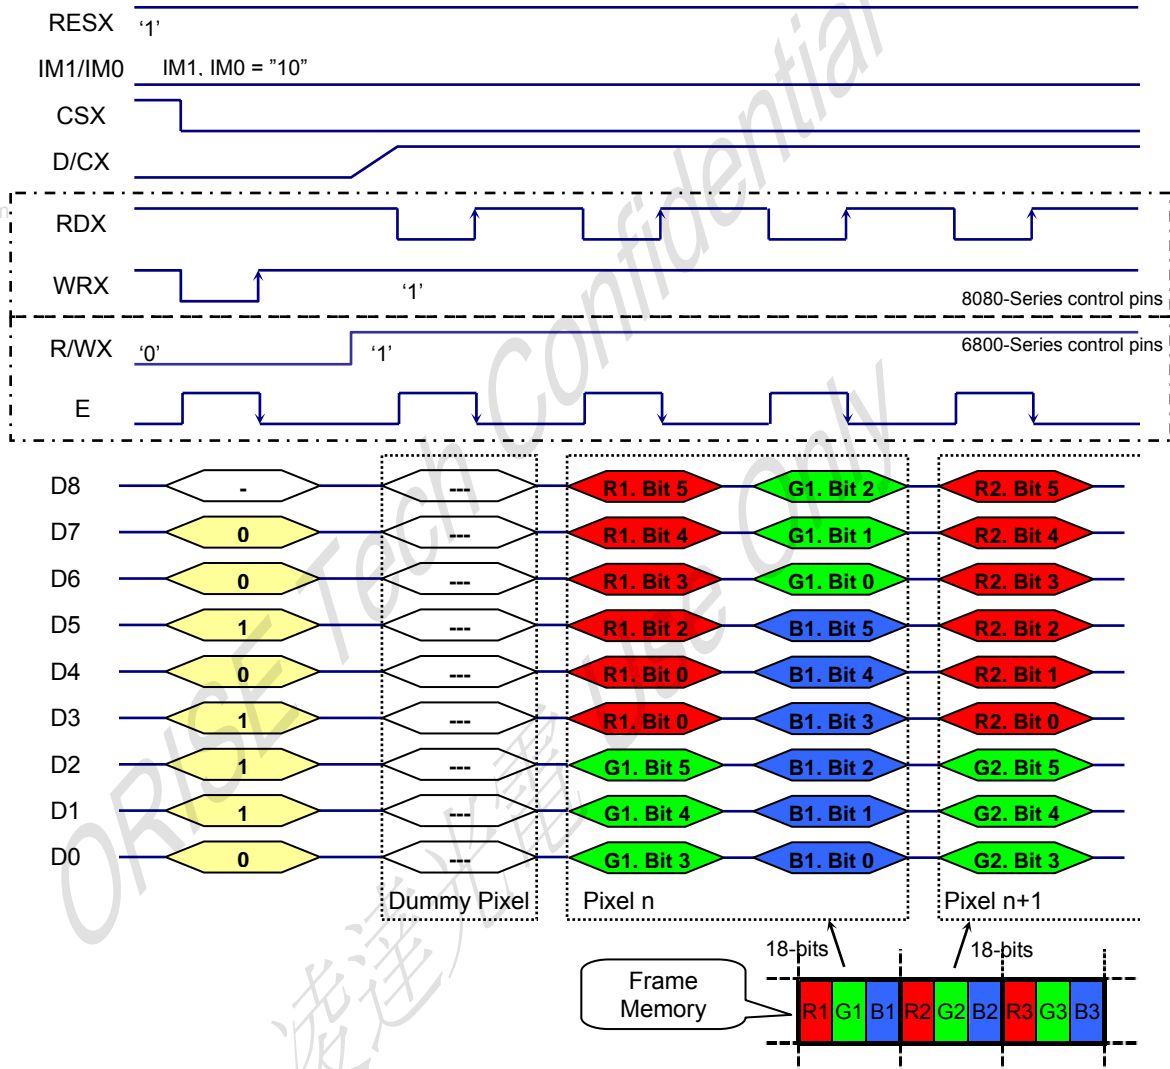 RESX ‘1’
IM1/IM0 IM1, IM0 = ”10”
CSX
D/CX
RDX
WRX ‘1’
8080-Series control pins
R/WX ‘0’ ‘1’ 6800-Series control pins
E
D8 - --- R1. Bit 5 G1. Bit 2 R2. Bit 5
D7 0 --- R1. Bit 4 G1. Bit 1 R2. Bit 4
D6 0 --- R1. Bit 3 G1. Bit 0 R2. Bit 3
D5 1 --- R1. Bit 2 B1. Bit 5 R2. Bit 2
D4 0 --- R1. Bit 0 B1. Bit 4 R2. Bit 1
D3 1 --- R1. Bit 0 B1. Bit 3 R2. Bit 0
D2 1 --- G1. Bit 5 B1. Bit 2 G2. Bit 5
D1 1 --- G1. Bit 4 B1. Bit 1 G2. Bit 4
D0 0 --- G1. Bit 3 B1. Bit 0 G2. Bit 3
Dummy Pixel Pixel n Pixel n+1
18-bits 18-bits
Frame
Memory
R1 G1 B1 R2 G2 B2 R3 G3 B3
ORISE Tech Confidential
凌達光電 Use Only